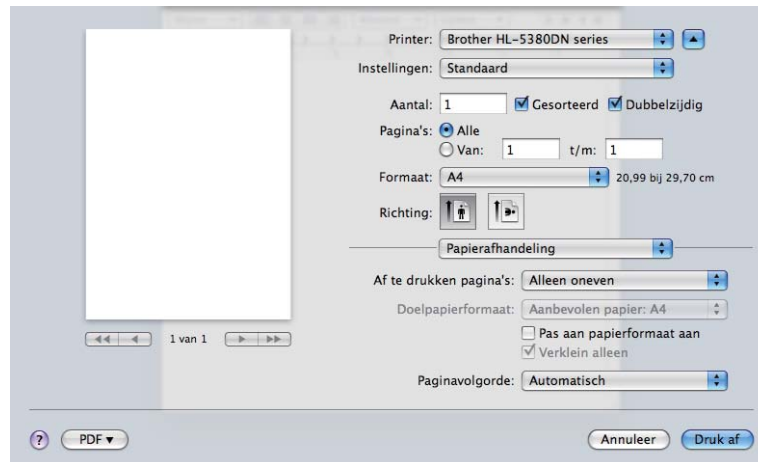 Printer: Brother HL-5380DN series
Instellingen: Standaard
Aantal: 1 Gesorteerd Dubbelzijdig
Pagina's: Alle
Van: 1 t/m: 1
Formaat: A4 20,99 bij 29,70 cm
Richting:
Papierafhandeling
Af te drukken pagina's: Alleen oneven
Doelpapierformaat: Aanbevolen papier: A4
Pas aan papierformaat aan
1 van 1
Verklein alleen
Paginavolgorde: Automatisch
? PDF Annuleer Druk af